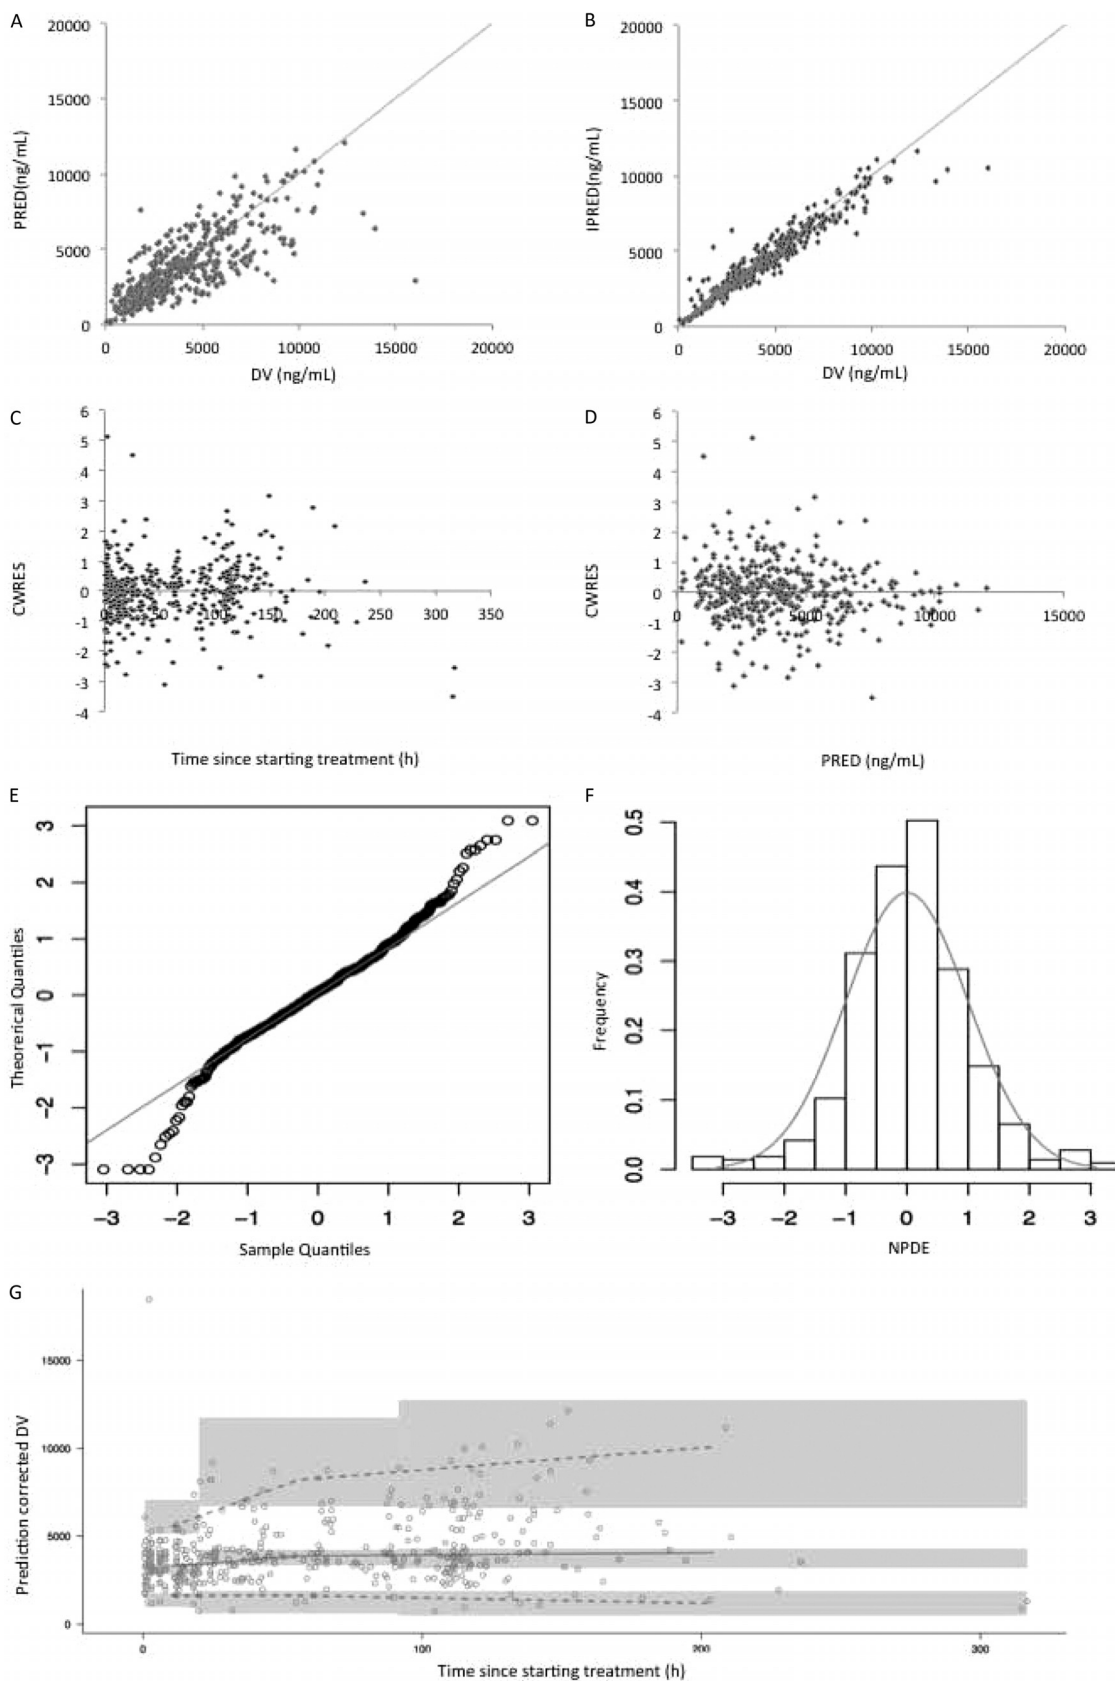 A
20000
15000
10000
5000
0
PRED(ng/mL)
0 5000 10000 15000 20000
DV (ng/mL)
B
20000
15000
10000
5000
0
IPRED(ng/mL)
0 5000 10000 15000 20000
DV (ng/mL)
C
6
5
4
3
2
1
0
-1
-2
-3
-4
CWRES
0 50 100 150 200 250 300 350
Time since starting treatment (h)
D
6
5
4
3
2
1
0
-1
-2
-3
-4
CWRES
0 5000 10000 15000
PRED (ng/mL)
E
3
2
1
0
−1
−2
−3
Theorerical Quantiles
−3 −2 −1 0 1 2 3
Sample Quantiles
F
0.5
0.4
0.3
0.2
0.1
0.0
Frequency
−3 −2 −1 0 1 2 3
NPDE
G
15000
10000
5000
0
Prediction corrected DV
0 100 200 300
Time since starting treatment (h)